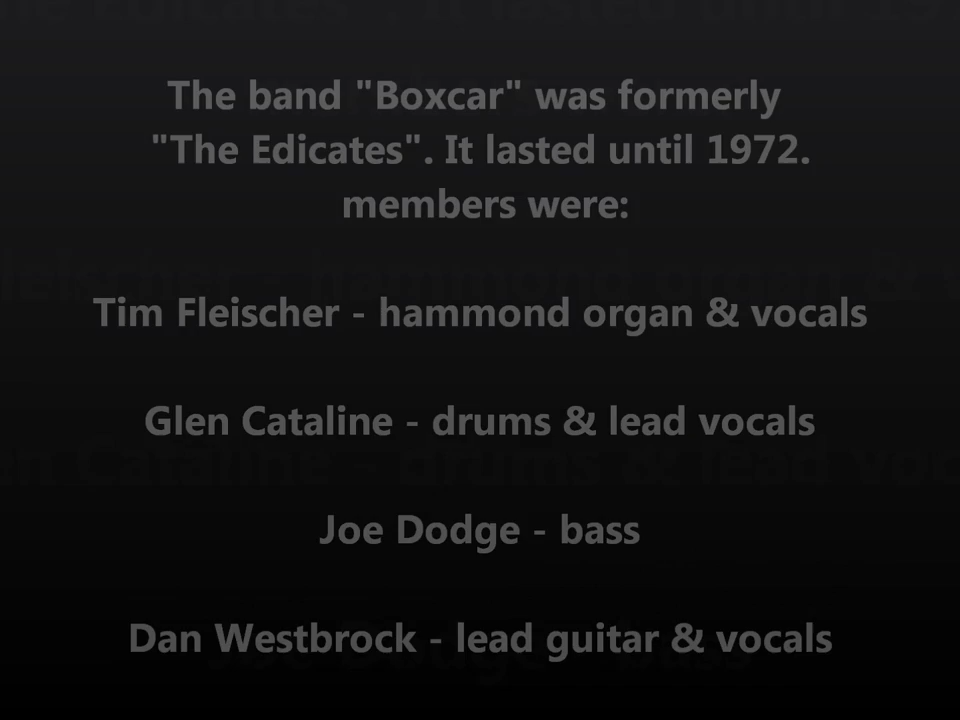 The band "Boxcar" was formerly
"The Edicates". It lasted until 1972.
members were:
Tim Fleischer - hammond organ & vocals
Glen Cataline - drums & lead vocals
Joe Dodge - bass
Dan Westbrock - lead guitar & vocals